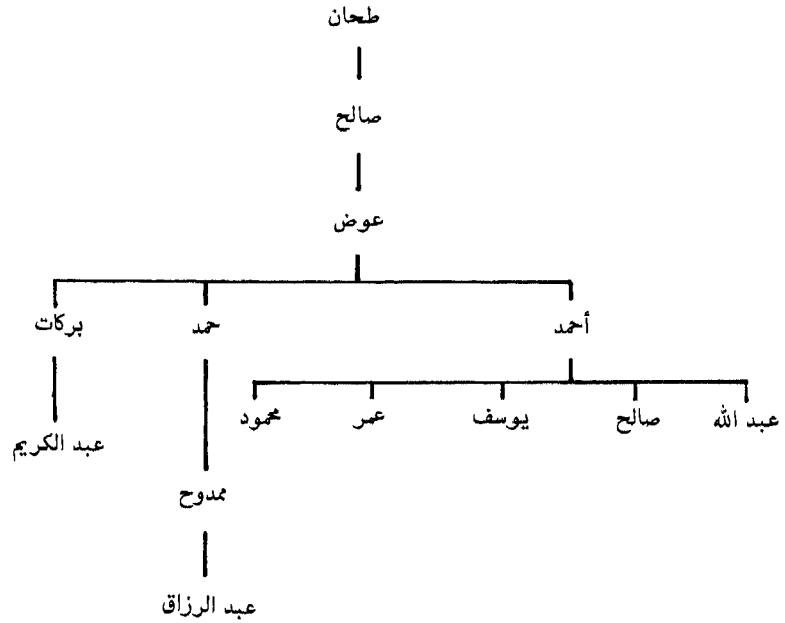 طحان
صالح
عوض
أحمد حمد بركات
عبد الله صالح يوسف عمر محمود
عبد الكريم
ممدوح
عبد الرزاق